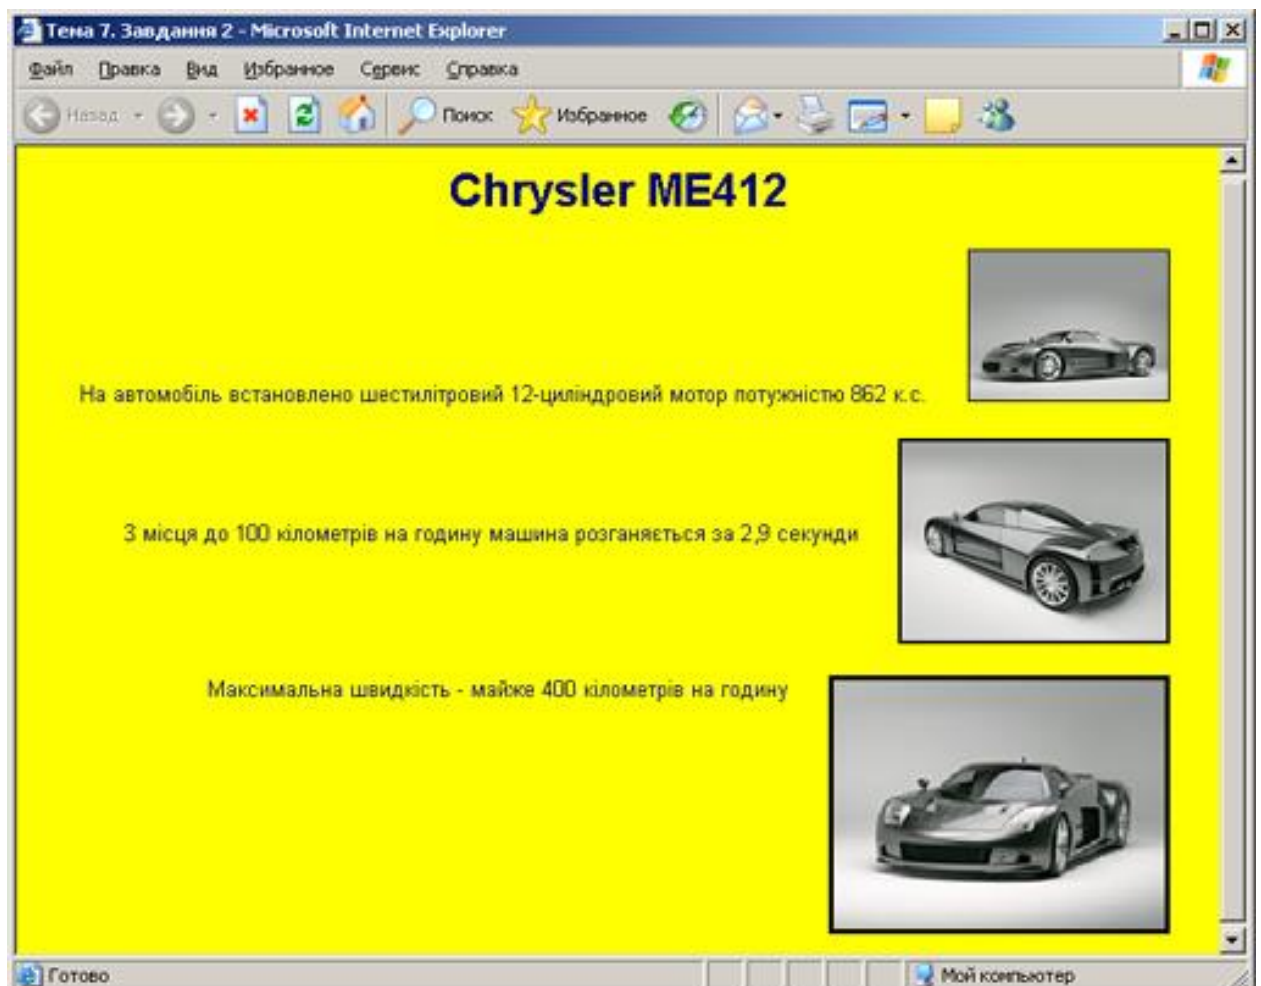 Тема 7. Завдання 2 - Microsoft Internet Explorer
Файл Правка Вид Избранное Сервис Справка
Назад Поиск Избранное
Chrysler ME412
На автомобіль встановлено шестилітровий 12-циліндровий мотор потужністю 862 к.с.
З місця до 100 кілометрів на годину машина розганяється за 2,9 секунди
Максимальна швидкість - майже 400 кілометрів на годину
Готово Мой компьютер